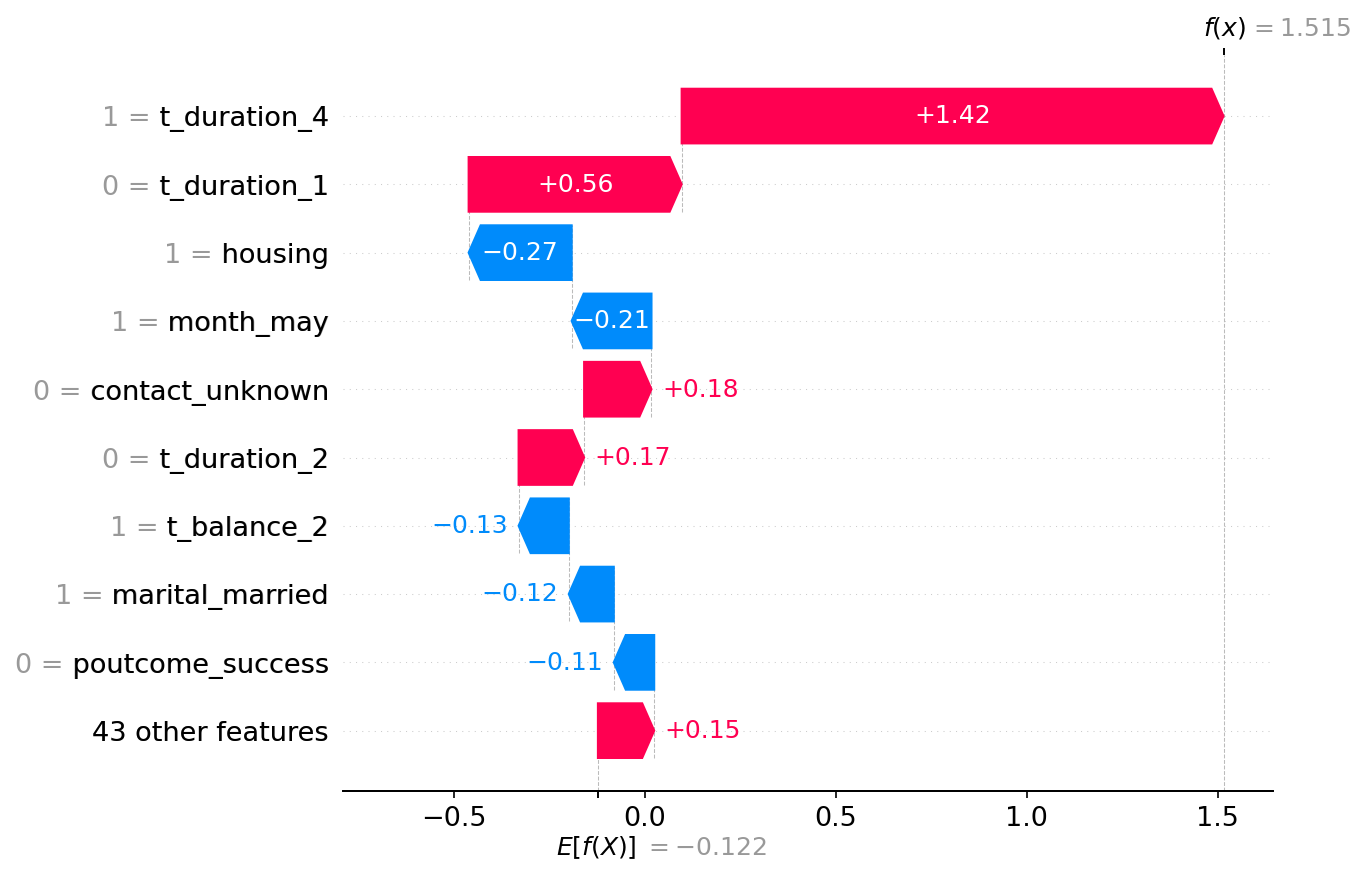 f(x) = 1.515
1 = t_duration_4 +1.42
0 = t_duration_1 +0.56
1 = housing −0.27
1 = month_may −0.21
0 = contact_unknown +0.18
0 = t_duration_2 +0.17
1 = t_balance_2 −0.13
1 = marital_married −0.12
0 = poutcome_success −0.11
43 other features +0.15
−0.5 0.0 0.5 1.0 1.5
E[f(X)] = −0.122